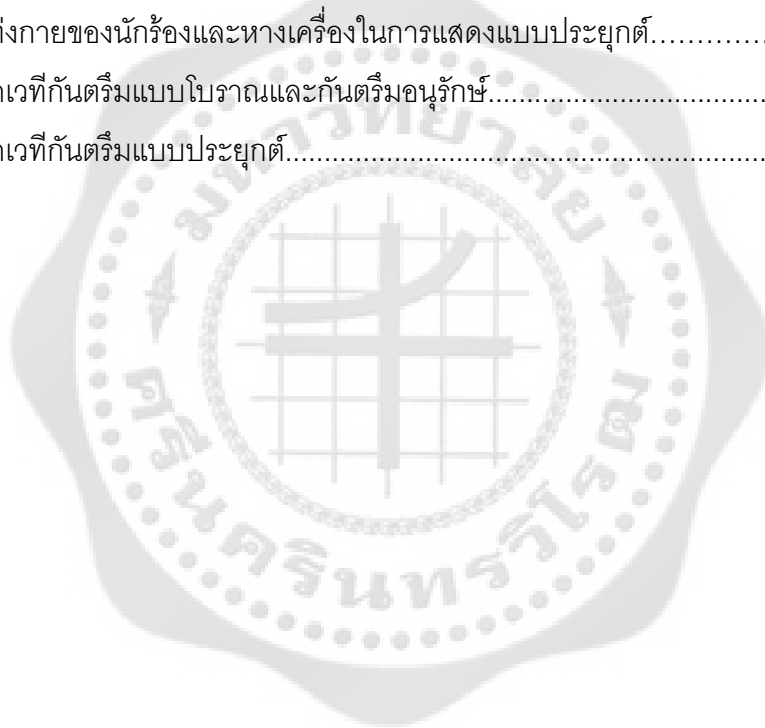 ต่งกายของนักร้องและหางเครื่องในการแสดงแบบประยุกต์..............
เวทีกันตรึมแบบโบราณและกันตรึมอนุรักษ์....................................
เวทีกันตรึมแบบประยุกต์...............................................................
มหาวิทยาลัย
ศรีนครินทรวิโรฒ